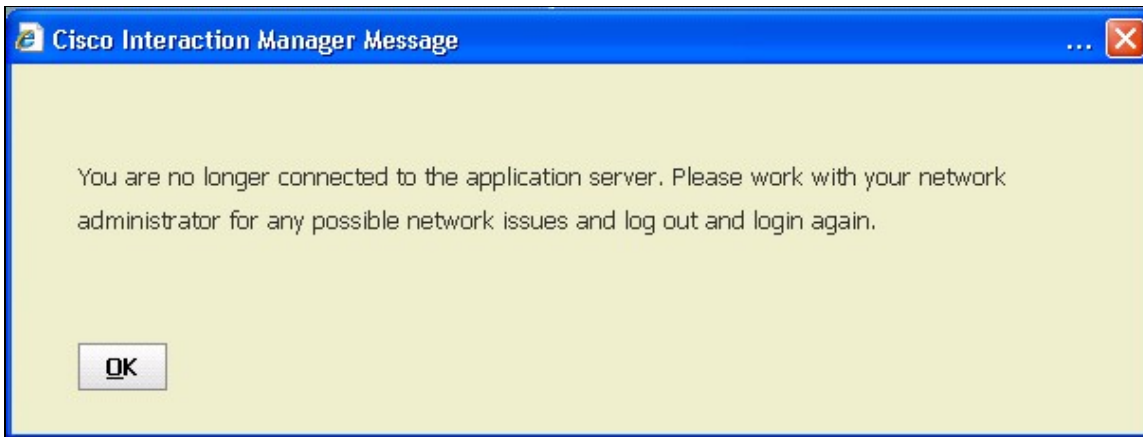 Cisco Interaction Manager Message ...
You are no longer connected to the application server. Please work with your network
administrator for any possible network issues and log out and login again.
OK